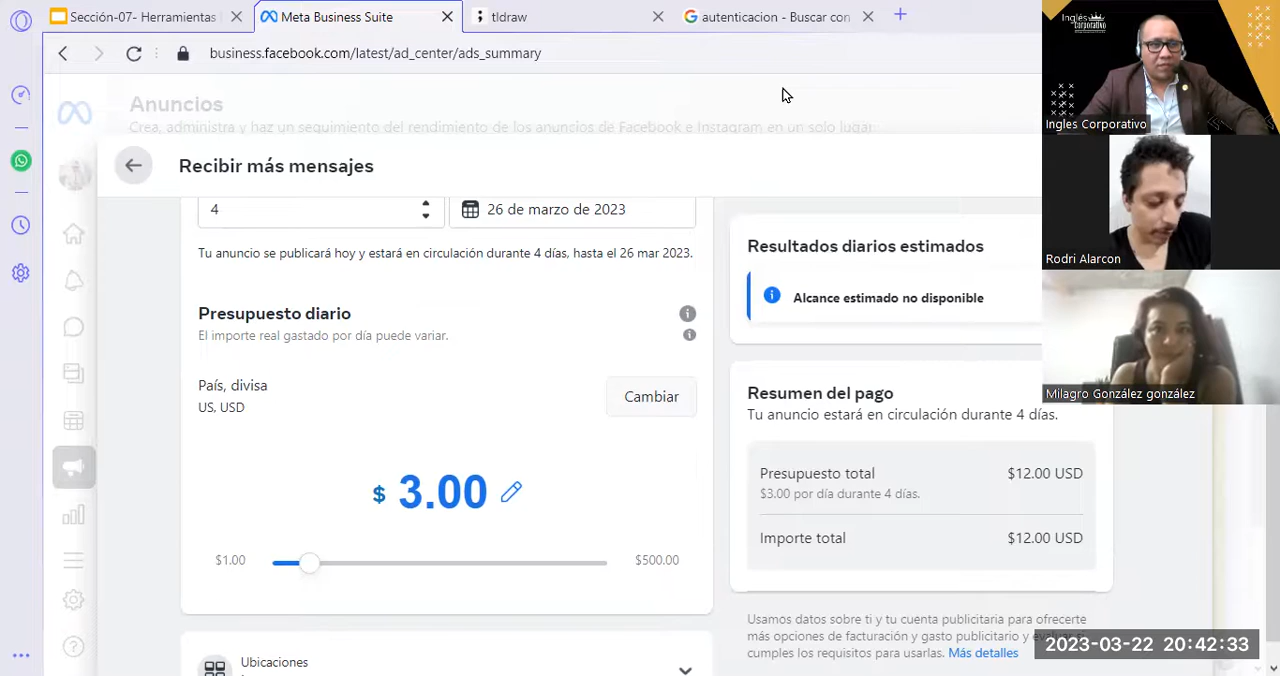 Sección-07- Herramientas
Meta Business Suite
tldraw
autenticacion - Buscar con
business.facebook.com/latest/ad_center/ads_summary
Inglés
Corporativo
Anuncios
Crea, administra y haz un seguimiento del rendimiento de los anuncios de Facebook e Instagram en un solo lugar.
Ingles Corporativo
Recibir más mensajes
4
26 de marzo de 2023
Tu anuncio se publicará hoy y estará en circulación durante 4 días, hasta el 26 mar 2023.
Resultados diarios estimados
Rodri Alarcon
Alcance estimado no disponible
Presupuesto diario
El importe real gastado por día puede variar.
País, divisa
US, USD
Cambiar
Resumen del pago
Milagro González gonzález
Tu anuncio estará en circulación durante 4 días.
Presupuesto total
$12.00 USD
$3.00 por día durante 4 días.
$ 3.00
Importe total
$12.00 USD
$1.00
$500.00
Usamos datos sobre ti y tu cuenta publicitaria para ofrecerte
más opciones de facturación y gasto publicitario y evaluar si
cumples los requisitos para usarlas. Más detalles
2023-03-22 20:42:33
Ubicaciones